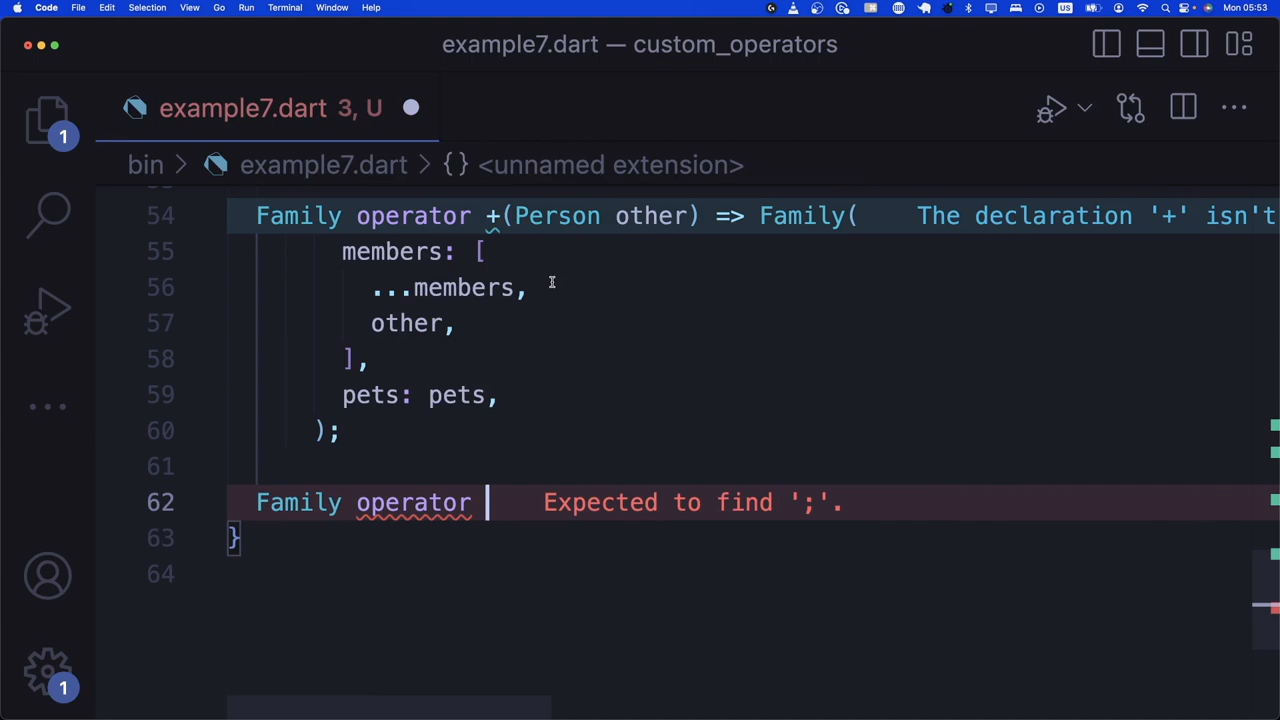 Code File Edit Selection View Go Run Terminal Window Help US Mon 05:53
example7.dart — custom_operators
1
example7.dart 3, U
bin > example7.dart > {} <unnamed extension>
54 Family operator +(Person other) => Family( The declaration '+' isn't
55 members: [
56 ...members,
57 other,
58 ],
59 pets: pets,
60 );
61
62 Family operator Expected to find ';'.
63 }
64
1